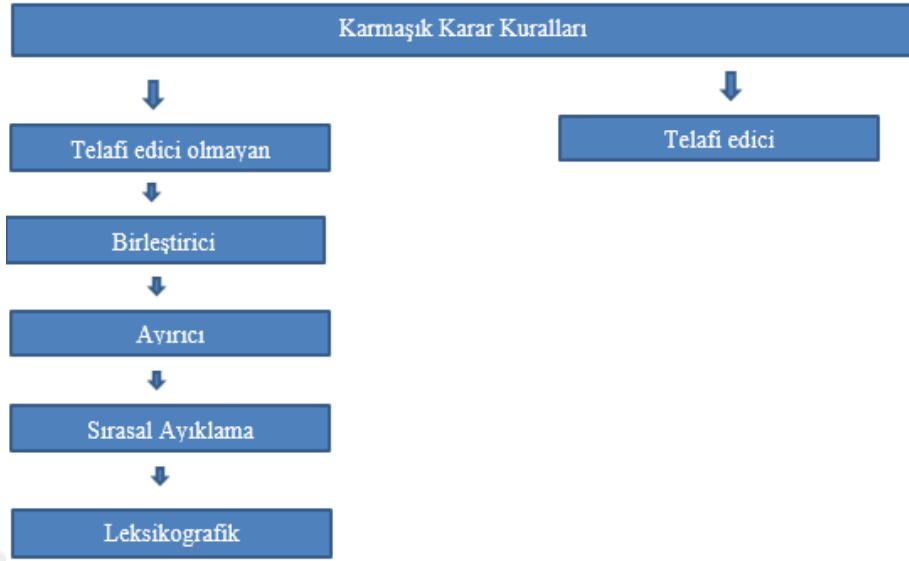 Karmaşık Karar Kuralları
Telafi edici olmayan
Telafi edici
Birleştirici
Ayırıcı
Sırasal Ayıklama
Leksikografik